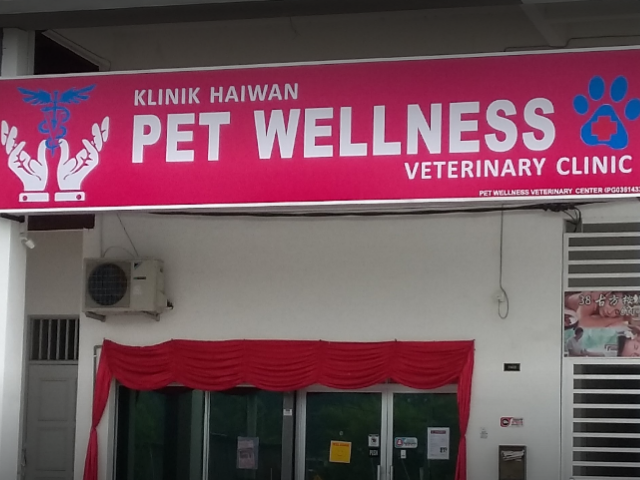 KLINIK HAIWAN
PET WELLNESS
VETERINARY CLINIC
PET WELLNESS VETERINARY CENTER